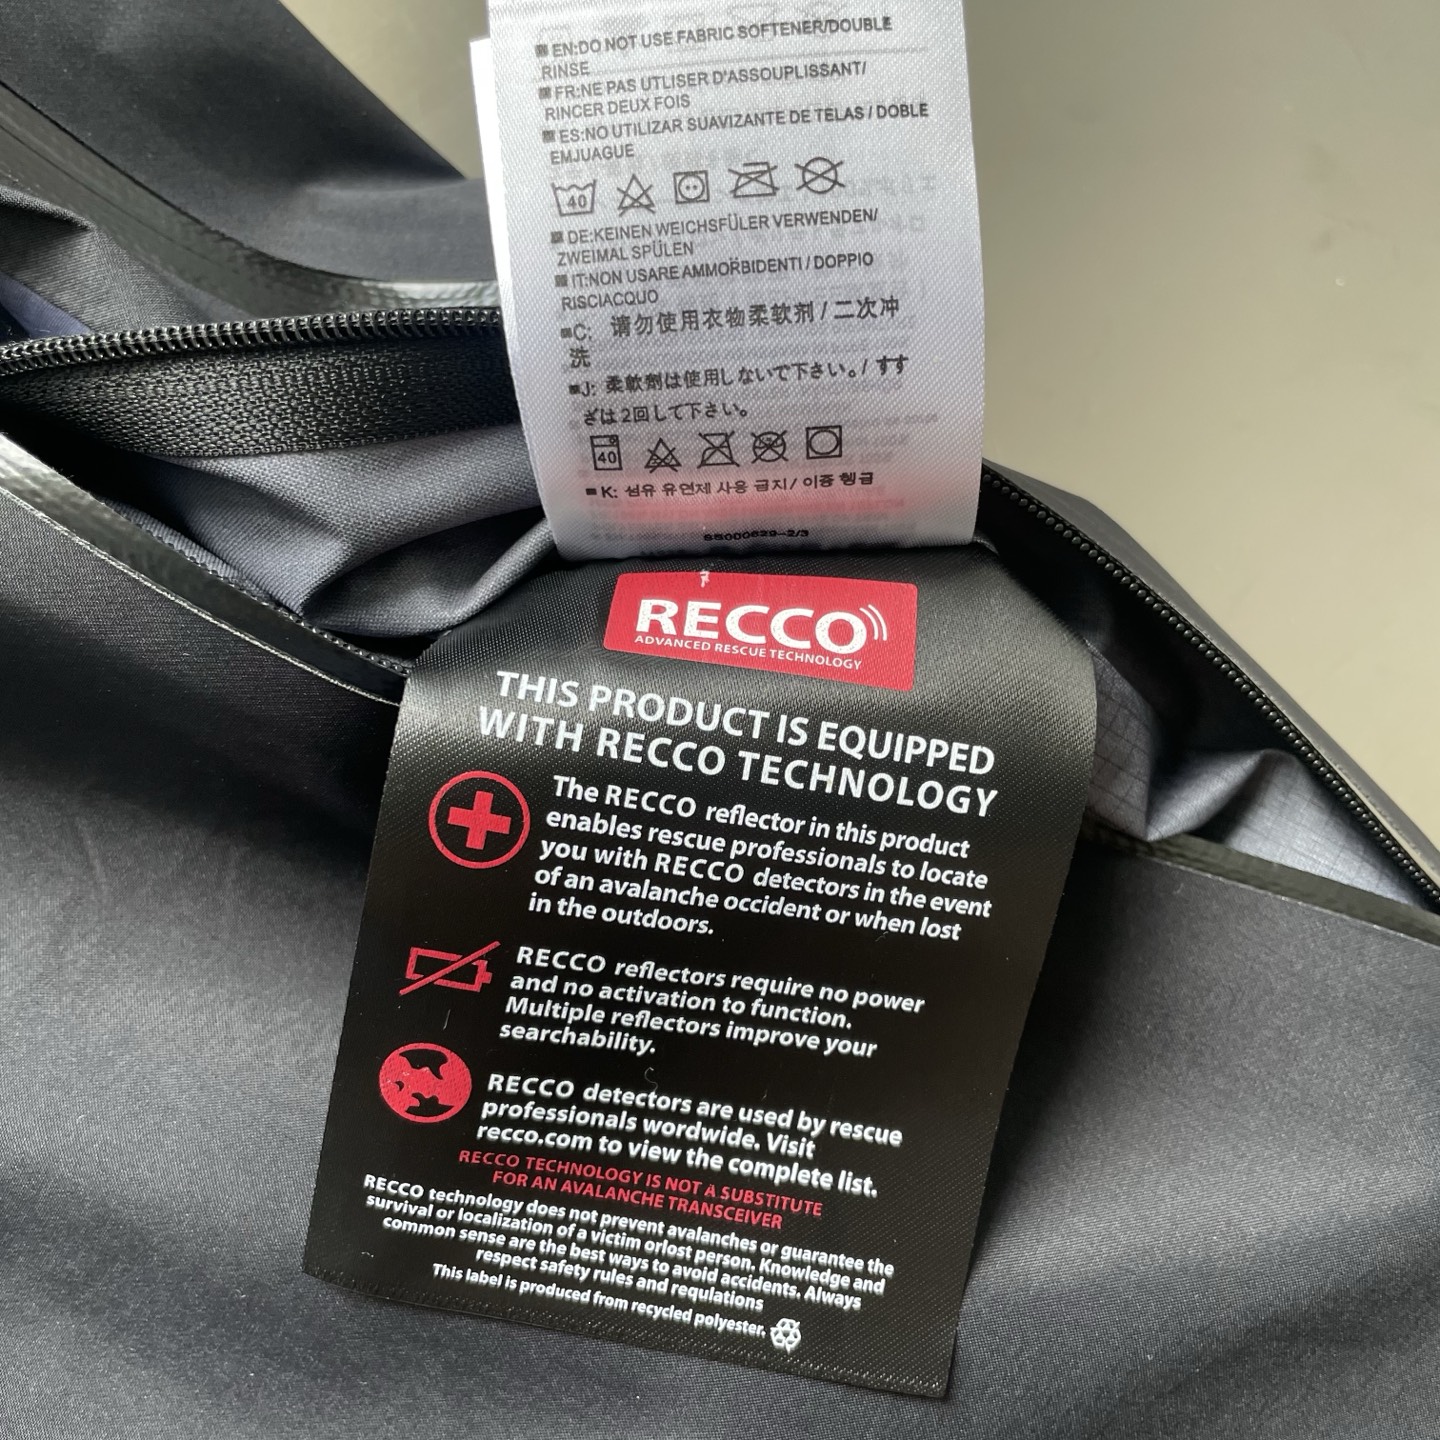 EN:DO NOT USE FABRIC SOFTENER/DOUBLE
RINSE
FR:NE PAS UTLISER D'ASSOUPLISSANT/
RINCER DEUX FOIS
ES:NO UTILIZAR SUAVIZANTE DE TELAS / DOBLE
EMJUAGUE
40
DE:KEINEN WEICHSFÜLER VERWENDEN/
ZWEIMAL SPÜLEN
IT:NON USARE AMMORBIDENTI / DOPPIO
RISCIACQUO
C: 请勿使用衣物柔软剂 / 二次冲
洗
J: 柔軟劑は使用しないで下さい。/ すす
ざは2回して下さい。
40
K: 섬유 유연제 사용 금지 / 이중 헹굼
SS000629-2/3
RECCO
ADVANCED RESCUE TECHNOLOGY
THIS PRODUCT IS EQUIPPED
WITH RECCO TECHNOLOGY
The RECCO reflector in this product
enables rescue professionals to locate
you with RECCO detectors in the event
of an avalanche occident or when lost
in the outdoors.
RECCO reflectors require no power
and no activation to function.
Multiple reflectors improve your
searchability.
RECCO detectors are used by rescue
professionals wordwide. Visit
recco.com to view the complete list.
RECCO TECHNOLOGY IS NOT A SUBSTITUTE
FOR AN AVALANCHE TRANSCEIVER
RECCO technology does not prevent avalanches or guarantee the
survival or localization of a victim orlost person. Knowledge and
common sense are the best ways to avoid accidents. Always
respect safety rules and requlations
This label is produced from recycled polyester.